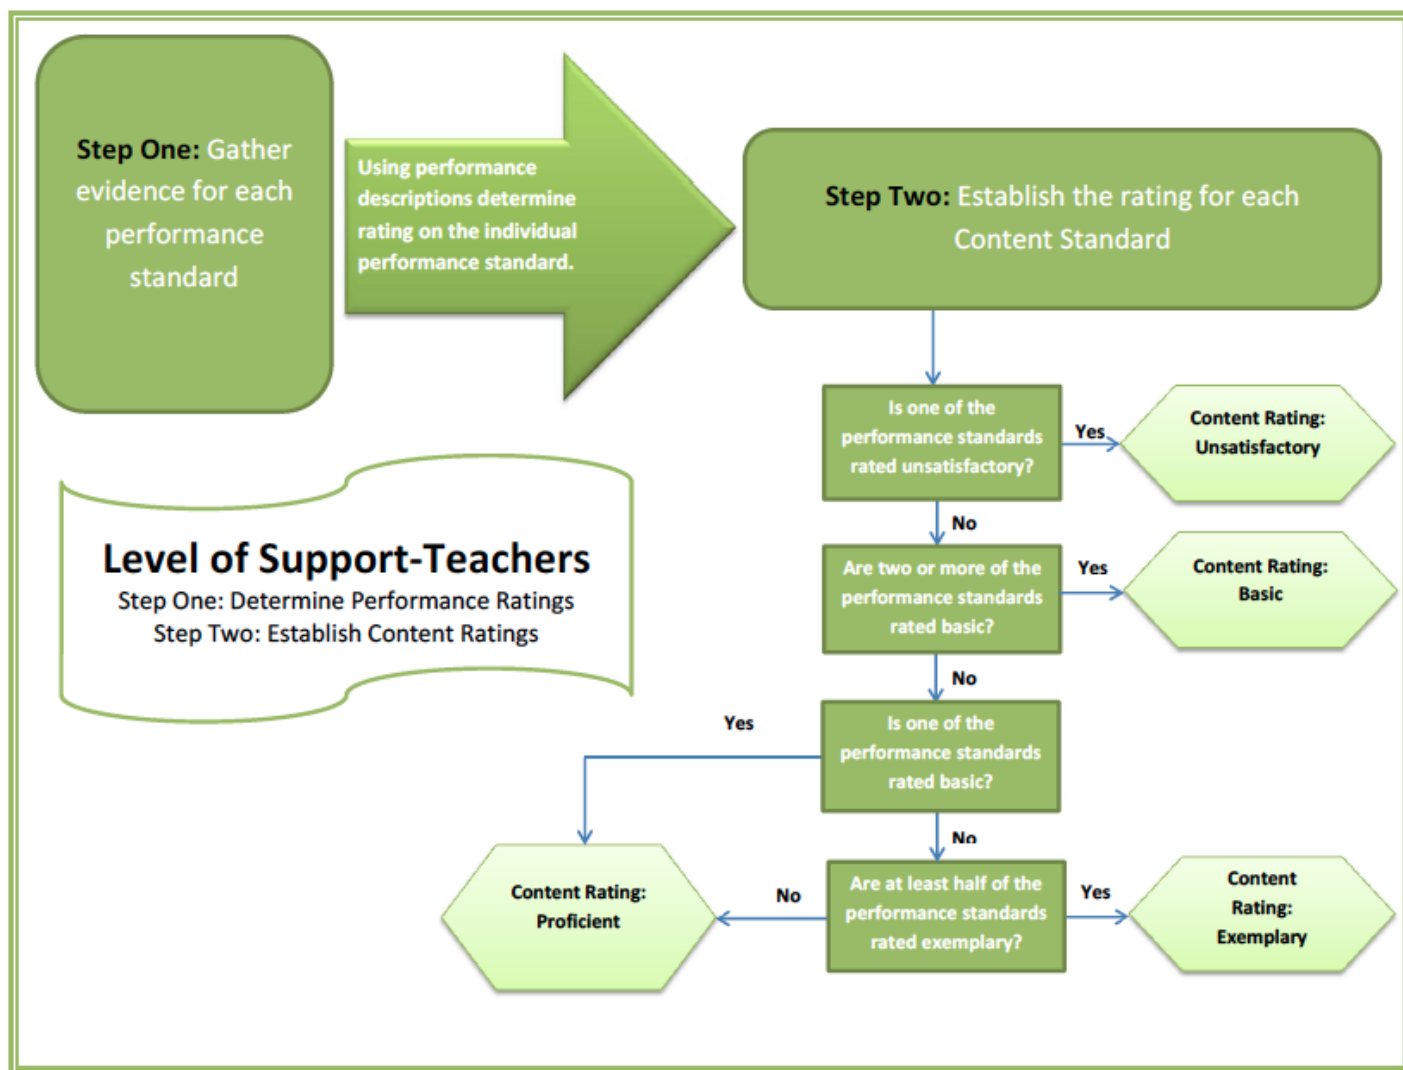 Step One: Gather
evidence for each
performance
standard
Using performance
descriptions determine
rating on the individual
performance standard.
Step Two: Establish the rating for each
Content Standard
Is one of the
performance standards
rated unsatisfactory?
Yes
Content Rating:
Unsatisfactory
No
Level of Support-Teachers
Step One: Determine Performance Ratings
Step Two: Establish Content Ratings
Are two or more of the
performance standards
rated basic?
Yes
Content Rating:
Basic
No
Is one of the
performance standards
rated basic?
Yes
No
Are at least half of the
performance standards
rated exemplary?
No
Content Rating:
Proficient
Yes
Content
Rating:
Exemplary